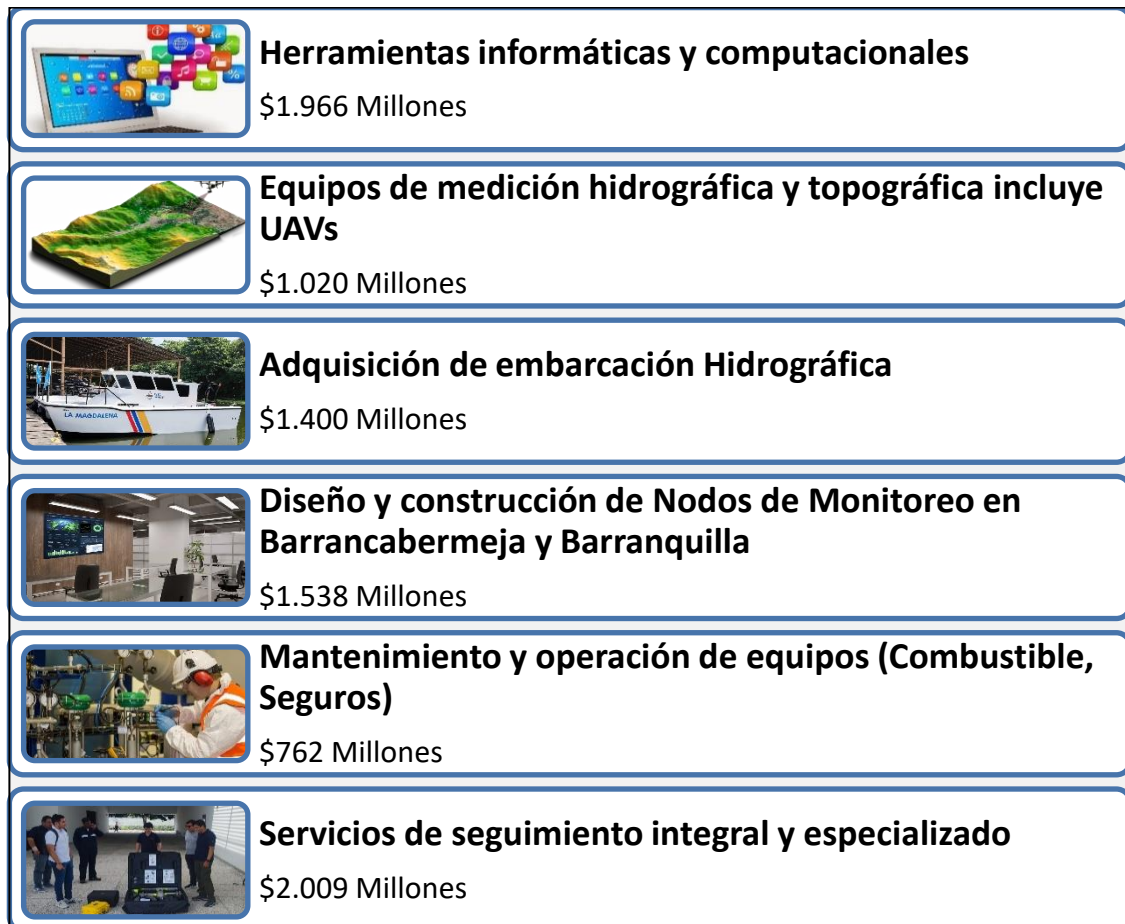 Herramientas informáticas y computacionales
$1.966 Millones
Equipos de medición hidrográfica y topográfica incluye
UAVs
$1.020 Millones
LA MAGDALENA
Adquisición de embarcación Hidrográfica
$1.400 Millones
Diseño y construcción de Nodos de Monitoreo en
Barrancabermeja y Barranquilla
$1.538 Millones
Mantenimiento y operación de equipos (Combustible,
Seguros)
$762 Millones
Servicios de seguimiento integral y especializado
$2.009 Millones